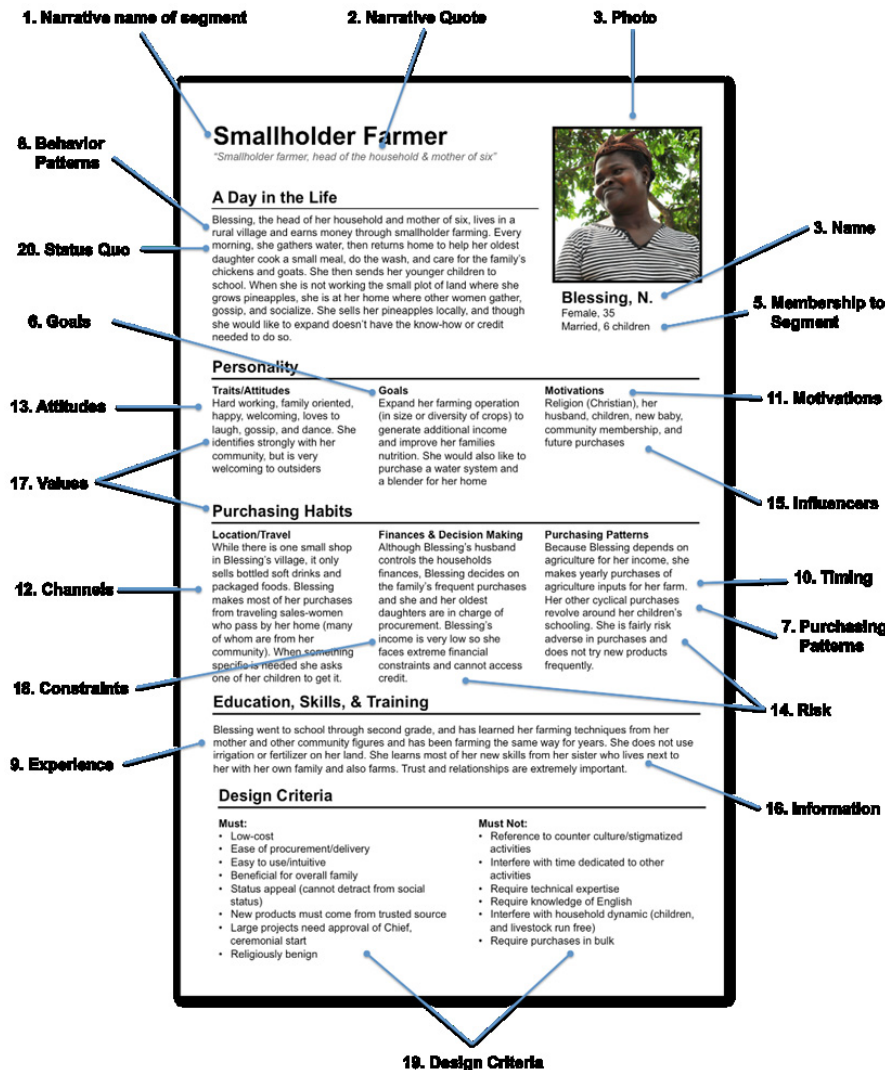 1. Narrative name of segment
2. Narrative Quote
3. Photo
8. Behavior
Patterns
20. Status Quo
6. Goals
13. Attitudes
17. Values
12. Channels
18. Constraints
9. Experience
Smallholder Farmer
"Smallholder farmer, head of the household & mother of six"
A Day in the Life
Blessing, the head of her household and mother of six, lives in a
rural village and earns money through smallholder farming. Every
morning, she gathers water, then returns home to help her oldest
daughter cook a small meal, do the wash, and care for the family's
chickens and goats. She then sends her younger children to
school. When she is not working the small plot of land where she
grows pineapples, she is at her home where other women gather,
gossip, and socialize. She sells her pineapples locally, and though
she would like to expand doesn't have the know-how or credit
needed to do so.
Blessing, N.
Female, 35
Married, 6 children
Personality
Traits/Attitudes
Hard working, family oriented,
happy, welcoming, loves to
laugh, gossip, and dance. She
identifies strongly with her
community, but is very
welcoming to outsiders
Goals
Expand her farming operation
(in size or diversity of crops) to
generate additional income
and improve her families
nutrition. She would also like to
purchase a water system and
a blender for her home
Motivations
Religion (Christian), her
husband, children, new baby,
community membership, and
future purchases
Purchasing Habits
Location/Travel
While there is one small shop
in Blessing's village, it only
sells bottled soft drinks and
packaged foods. Blessing
makes most of her purchases
from traveling sales-women
who pass by her home (many
of whom are from her
community). When something
specific is needed she asks
one of her children to get it.
Finances & Decision Making
Although Blessing's husband
controls the households
finances, Blessing decides on
the family's frequent purchases
and she and her oldest
daughters are in charge of
procurement. Blessing's
income is very low so she
faces extreme financial
constraints and cannot access
credit.
Purchasing Patterns
Because Blessing depends on
agriculture for her income, she
makes yearly purchases of
agriculture inputs for her farm.
Her other cyclical purchases
revolve around her children's
schooling. She is fairly risk
adverse in purchases and
does not try new products
frequently.
Education, Skills, & Training
Blessing went to school through second grade, and has learned her farming techniques from her
mother and other community figures and has been farming the same way for years. She does not use
irrigation or fertilizer on her land. She learns most of her new skills from her sister who lives next to
her with her own family and also farms. Trust and relationships are extremely important.
Design Criteria
Must:
• Low-cost
• Ease of procurement/delivery
• Easy to use/intuitive
• Beneficial for overall family
• Status appeal (cannot detract from social
status)
• New products must come from trusted source
• Large projects need approval of Chief,
ceremonial start
• Religiously benign
Must Not:
• Reference to counter culture/stigmatized
activities
• Interfere with time dedicated to other
activities
• Require technical expertise
• Require knowledge of English
• Interfere with household dynamic (children,
and livestock run free)
• Require purchases in bulk
3. Name
5. Membership to
Segment
11. Motivations
15. Influencers
10. Timing
7. Purchasing
Patterns
14. Risk
16. Information
19. Design Criteria